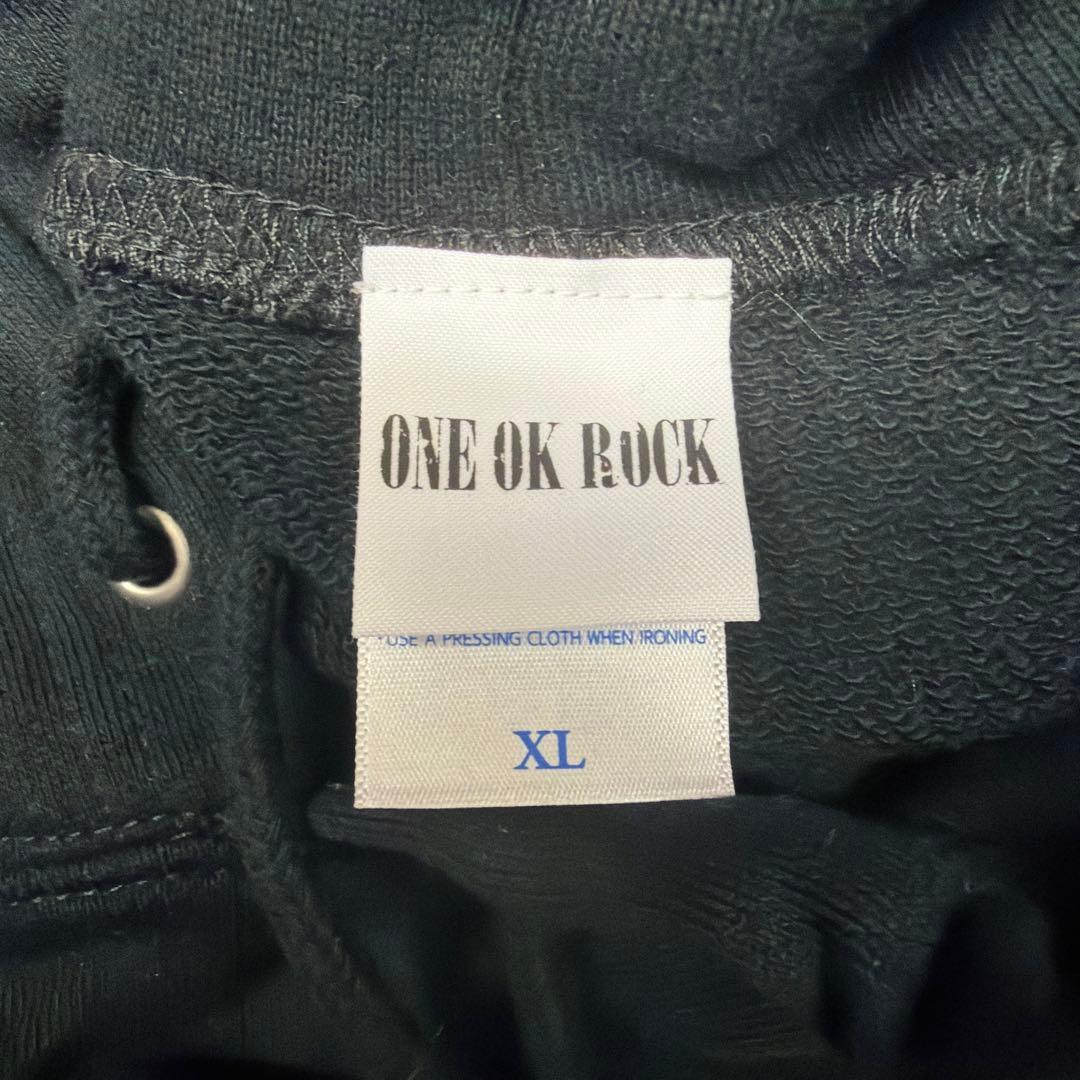 ONE OK ROCK
USE A PRESSING CLOTH WHEN IRONING
XL